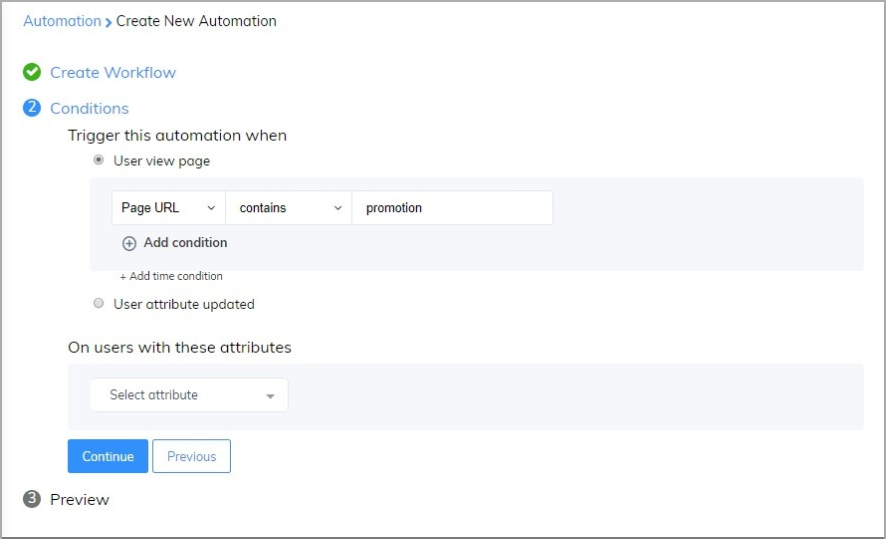 Automation > Create New Automation
Create Workflow
2 Conditions
Trigger this automation when
User view page
Page URL contains promotion
Add condition
+ Add time condition
User attribute updated
On users with these attributes
Select attribute
Continue Previous
3 Preview